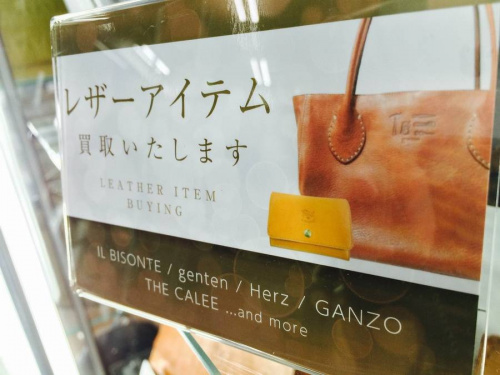 レザーアイテム
買取いたします
LEATHER ITEM
BUYING
IL BISONTE / genten / Herz / GANZO
THE CALEE ...and more